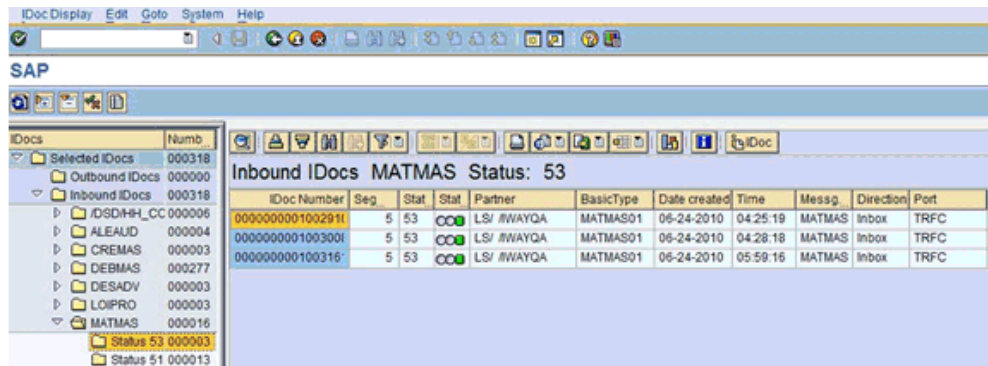 IDoc Display Edit Goto System Help
SAP
IDocs Numb
Selected IDocs 000318
Outbound IDocs 000000
Inbound IDocs 000318
/DSD/HH_CC 000006
ALEAUD 000004
CREMAS 000003
DEBMAS 000277
DESADV 000003
LOIPRO 000003
MATMAS 000016
Status 53 000003
Status 51 000013
IDoc
Inbound IDocs MATMAS Status: 53
IDoc Number Seg Stat Stat Partner BasicType Date created Time Messg. Direction Port
5 53 LS/ /IWAYQA MATMAS01 06-24-2010 04:25:19 MATMAS Inbox TRFC
5 53 LS/ /IWAYQA MATMAS01 06-24-2010 04:28:18 MATMAS Inbox TRFC
5 53 LS/ /IWAYQA MATMAS01 06-24-2010 05:59:16 MATMAS Inbox TRFC